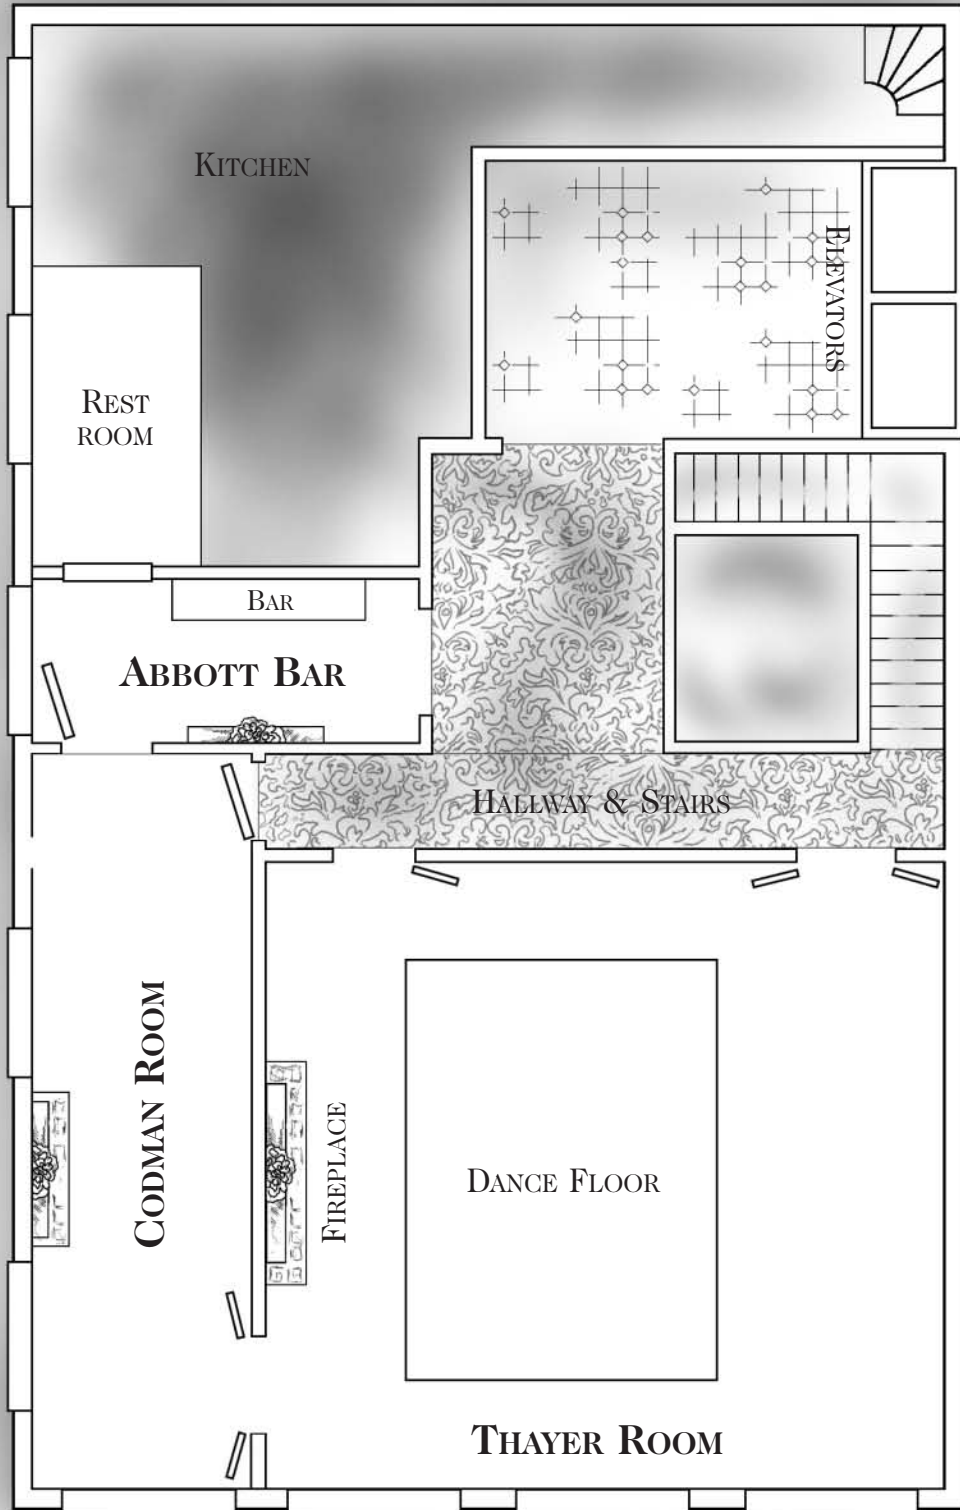 Kitchen
Elevators
Rest
room
Bar
Abbott Bar
Hallway & Stairs
Codman Room
Fireplace
Dance Floor
Thayer Room